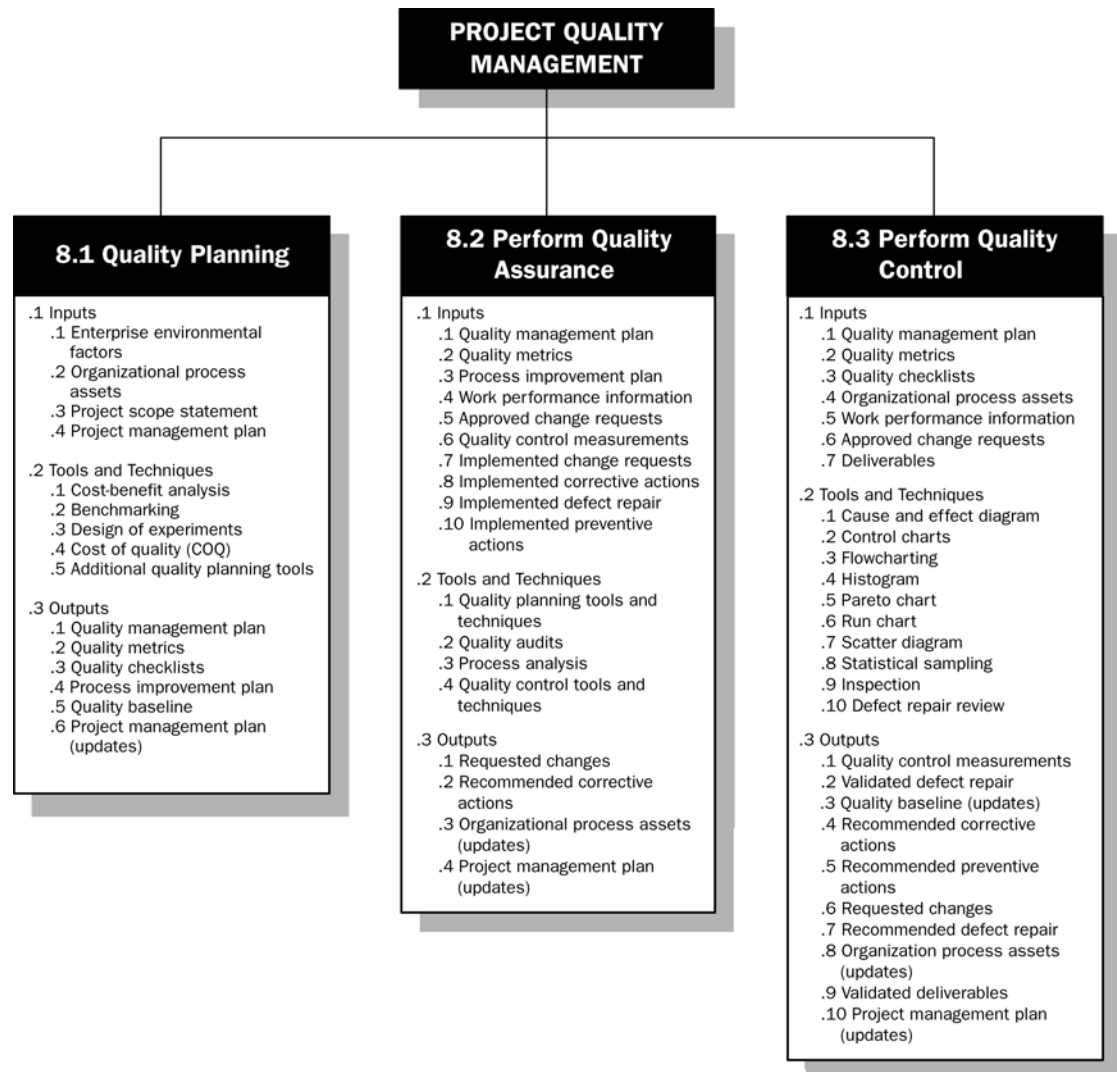 PROJECT QUALITY
MANAGEMENT
8.1 Quality Planning
.1 Inputs
.1 Enterprise environmental
factors
.2 Organizational process
assets
.3 Project scope statement
.4 Project management plan
.2 Tools and Techniques
.1 Cost-benefit analysis
.2 Benchmarking
.3 Design of experiments
.4 Cost of quality (COQ)
.5 Additional quality planning tools
.3 Outputs
.1 Quality management plan
.2 Quality metrics
.3 Quality checklists
.4 Process improvement plan
.5 Quality baseline
.6 Project management plan
(updates)
8.2 Perform Quality
Assurance
.1 Inputs
.1 Quality management plan
.2 Quality metrics
.3 Process improvement plan
.4 Work performance information
.5 Approved change requests
.6 Quality control measurements
.7 Implemented change requests
.8 Implemented corrective actions
.9 Implemented defect repair
.10 Implemented preventive
actions
.2 Tools and Techniques
.1 Quality planning tools and
techniques
.2 Quality audits
.3 Process analysis
.4 Quality control tools and
techniques
.3 Outputs
.1 Requested changes
.2 Recommended corrective
actions
.3 Organizational process assets
(updates)
.4 Project management plan
(updates)
8.3 Perform Quality
Control
.1 Inputs
.1 Quality management plan
.2 Quality metrics
.3 Quality checklists
.4 Organizational process assets
.5 Work performance information
.6 Approved change requests
.7 Deliverables
.2 Tools and Techniques
.1 Cause and effect diagram
.2 Control charts
.3 Flowcharting
.4 Histogram
.5 Pareto chart
.6 Run chart
.7 Scatter diagram
.8 Statistical sampling
.9 Inspection
.10 Defect repair review
.3 Outputs
.1 Quality control measurements
.2 Validated defect repair
.3 Quality baseline (updates)
.4 Recommended corrective
actions
.5 Recommended preventive
actions
.6 Requested changes
.7 Recommended defect repair
.8 Organization process assets
(updates)
.9 Validated deliverables
.10 Project management plan
(updates)